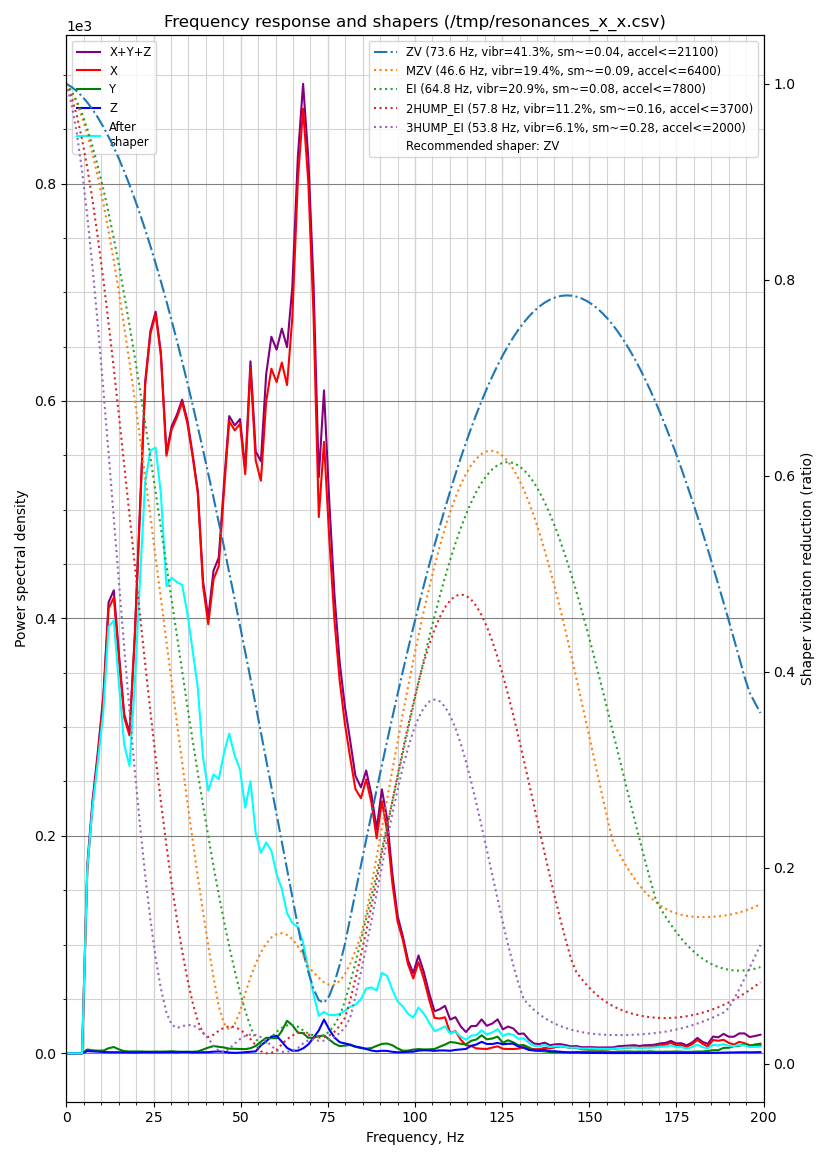 Frequency response and shapers (/tmp/resonances_x_x.csv)
1e3
X+Y+Z
X
Y
Z
After
shaper
ZV (73.6 Hz, vibr=41.3%, sm~=0.04, accel<=21100)
MZV (46.6 Hz, vibr=19.4%, sm~=0.09, accel<=6400)
EI (64.8 Hz, vibr=20.9%, sm~=0.08, accel<=7800)
2HUMP_EI (57.8 Hz, vibr=11.2%, sm~=0.16, accel<=3700)
3HUMP_EI (53.8 Hz, vibr=6.1%, sm~=0.28, accel<=2000)
Recommended shaper: ZV
Power spectral density
0.8
0.6
0.4
0.2
0.0
1.0
0.8
0.6
0.4
0.2
0.0
Shaper vibration reduction (ratio)
0
25
50
75
100
125
150
175
200
Frequency, Hz